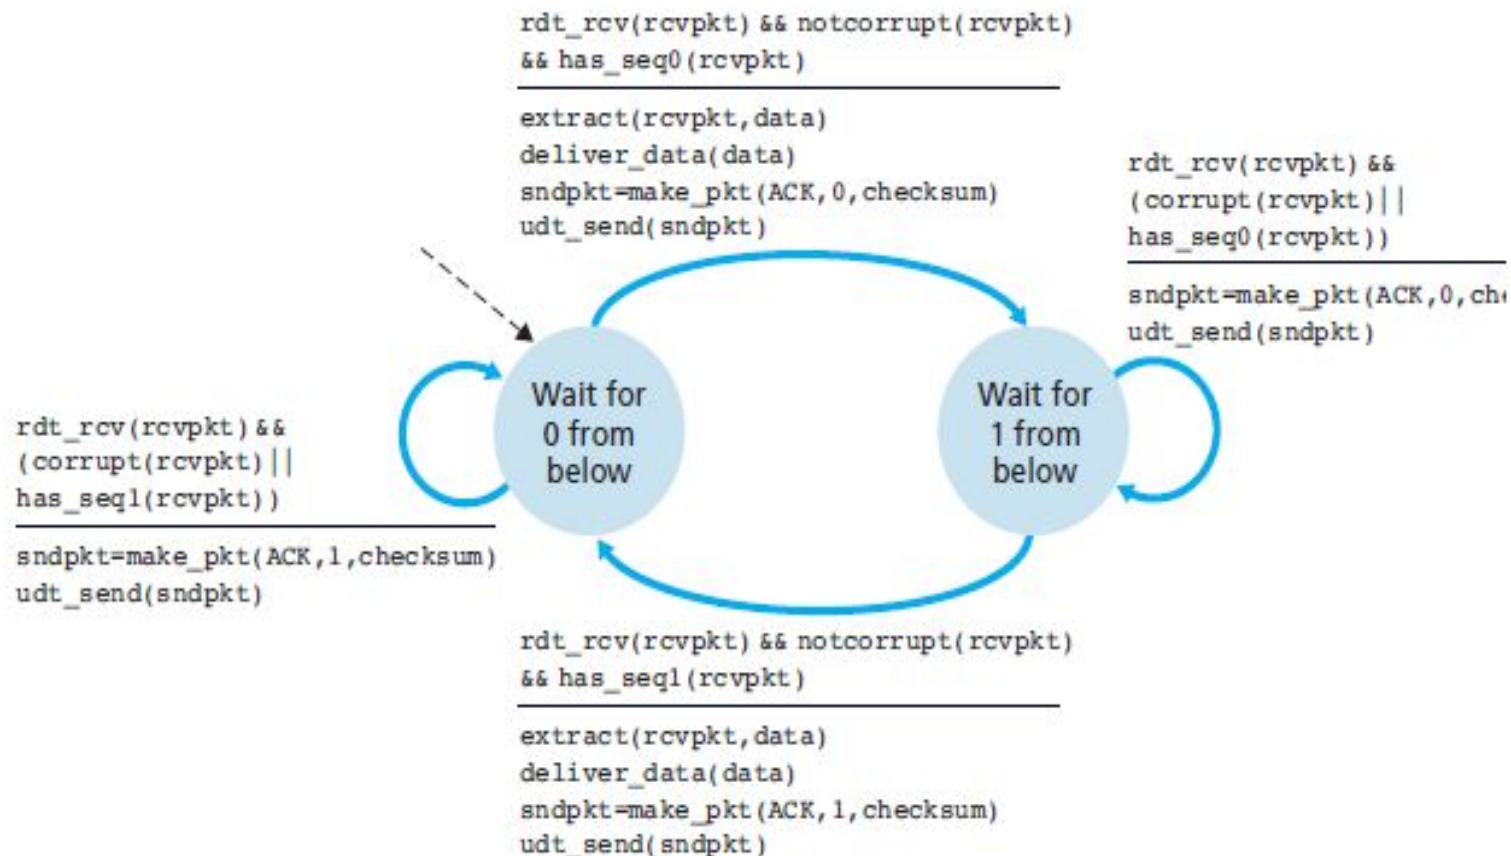 rdt_rcv(rcvpkt) && notcorrupt(rcvpkt)
&& has_seq0(rcvpkt)
extract(rcvpkt,data)
deliver_data(data)
sndpkt=make_pkt(ACK,0,checksum)
udt_send(sndpkt)
rdt_rcv(rcvpkt) &&
(corrupt(rcvpkt)||
has_seq0(rcvpkt))
sndpkt=make_pkt(ACK,0,ch
udt_send(sndpkt)
Wait for
0 from
below
Wait for
1 from
below
rdt_rcv(rcvpkt)&&
(corrupt(rcvpkt)||
has_seq1(rcvpkt))
sndpkt=make_pkt(ACK,1,checksum)
udt_send(sndpkt)
rdt_rcv(rcvpkt) && notcorrupt(rcvpkt)
&& has_seq1(rcvpkt)
extract(rcvpkt,data)
deliver_data(data)
sndpkt=make_pkt(ACK,1,checksum)
udt_send(sndpkt)